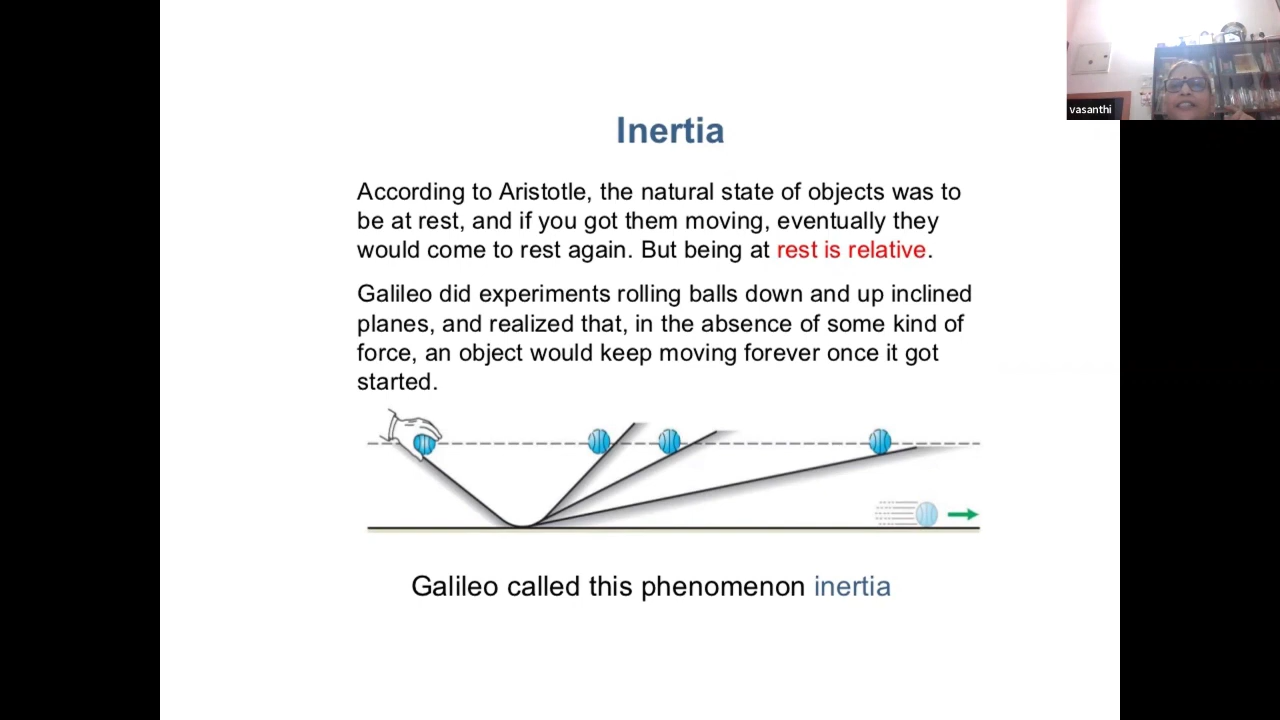 vasanthi
Inertia
According to Aristotle, the natural state of objects was to
be at rest, and if you got them moving, eventually they
would come to rest again. But being at rest is relative.
Galileo did experiments rolling balls down and up inclined
planes, and realized that, in the absence of some kind of
force, an object would keep moving forever once it got
started.
Galileo called this phenomenon inertia